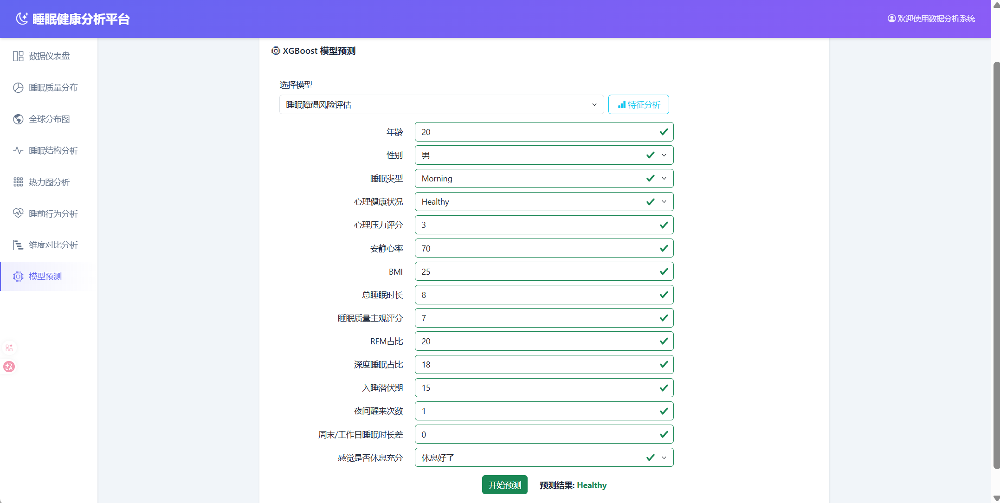 睡眠健康分析平台
欢迎使用数据分析系统
数据仪表盘
睡眠质量分布
全球分布图
睡眠结构分析
热力图分析
睡前行为分析
维度对比分析
模型预测
XGBoost 模型预测
选择模型
睡眠障碍风险评估
特征分析
年龄 20
性别 男
睡眠类型 Morning
心理健康状况 Healthy
心理压力评分 3
安静心率 70
BMI 25
总睡眠时长 8
睡眠质量主观评分 7
REM占比 20
深度睡眠占比 18
入睡潜伏期 15
夜间醒来次数 1
周末/工作日睡眠时长差 0
感觉是否休息充分 休息好了
开始预测 预测结果: Healthy